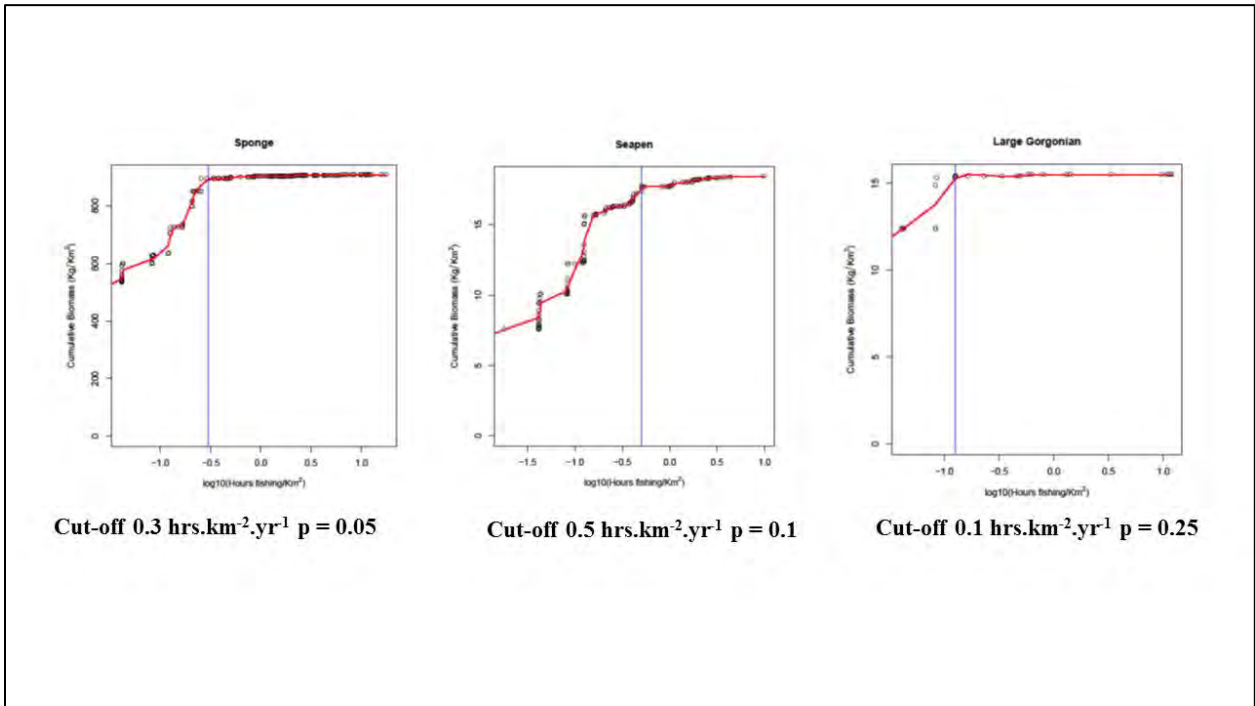 Sponge
Cumulative Biomass (Kg/Km²)
800
600
400
200
0
−1.0 −0.5 0.0 0.5 1.0
log10(Hours fishing/Km²)
Cut-off 0.3 hrs.km⁻².yr⁻¹ p = 0.05
Seapen
Cumulative Biomass (Kg/Km²)
15
10
5
0
−1.5 −1.0 −0.5 0.0 0.5 1.0
log10(Hours fishing/Km²)
Cut-off 0.5 hrs.km⁻².yr⁻¹ p = 0.1
Large Gorgonian
Cumulative Biomass (Kg/Km²)
15
10
5
0
−1.0 −0.5 0.0 0.5 1.0
log10(Hours fishing/Km²)
Cut-off 0.1 hrs.km⁻².yr⁻¹ p = 0.25